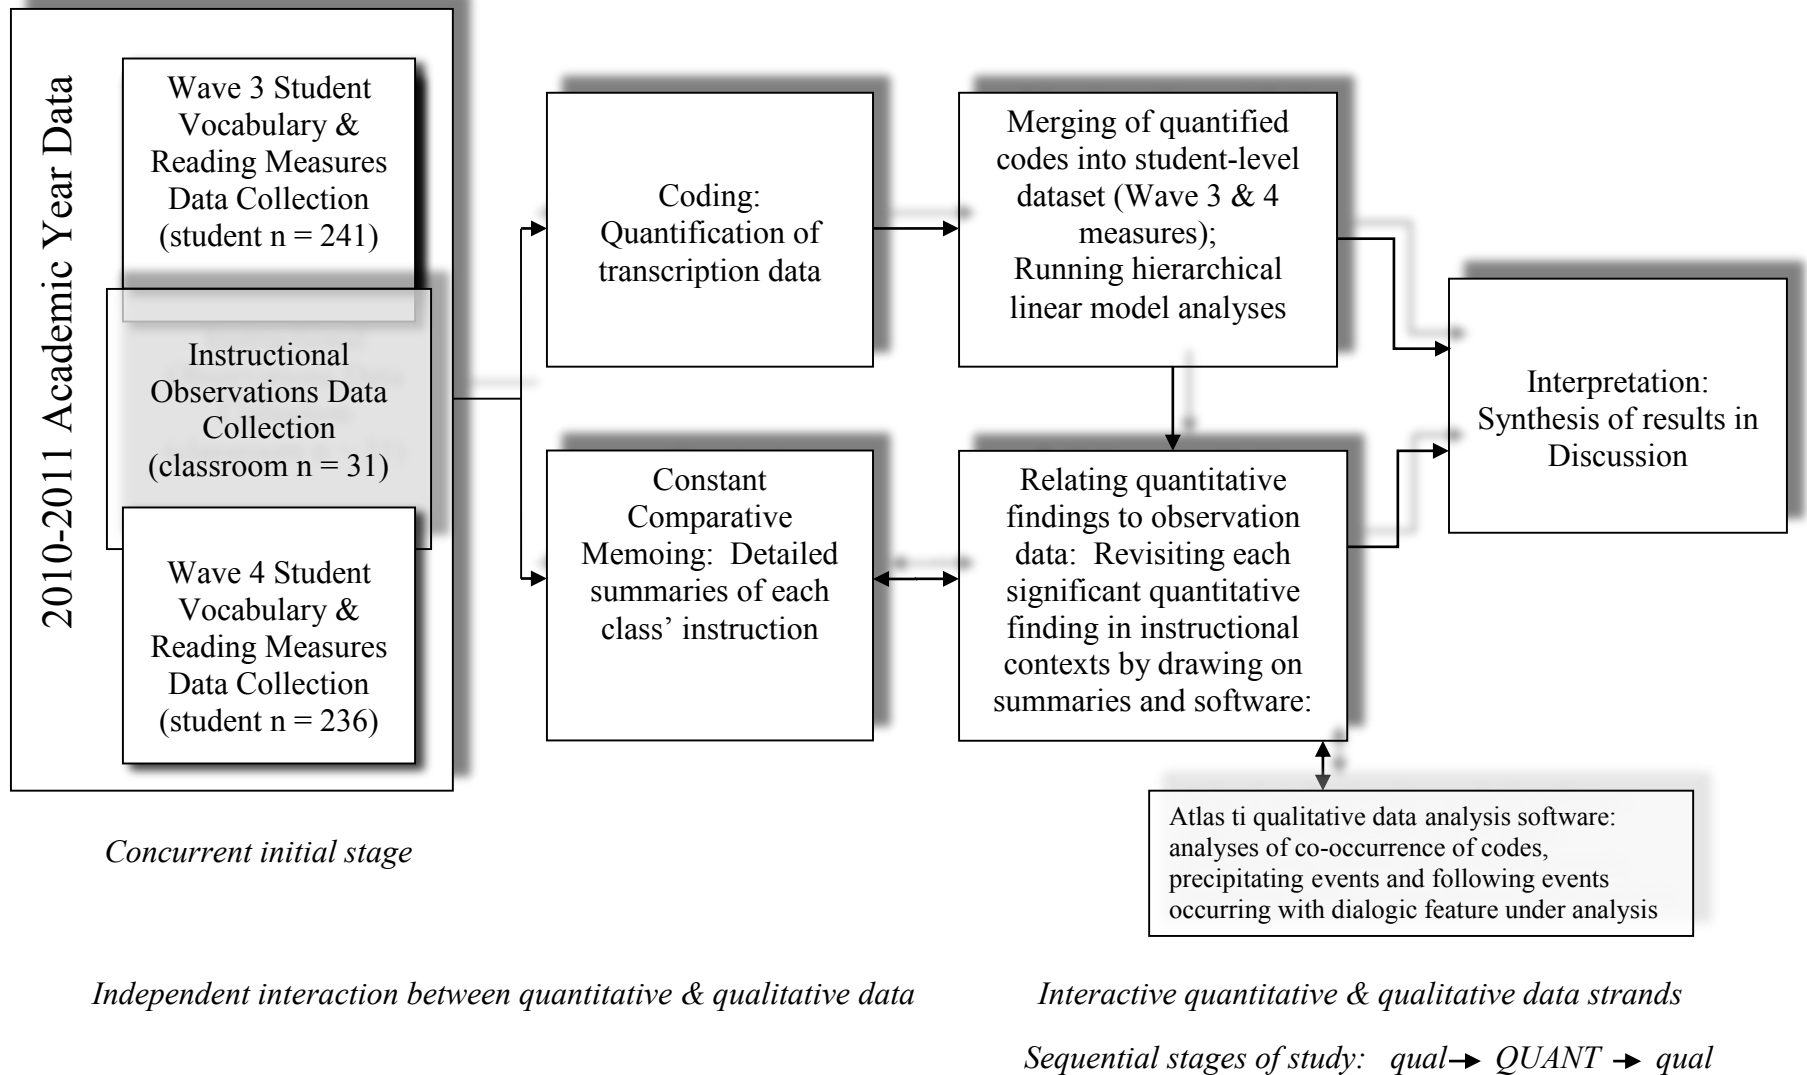 2010-2011 Academic Year Data
Wave 3 Student
Vocabulary &
Reading Measures
Data Collection
(student n = 241)
Instructional
Observations Data
Collection
(classroom n = 31)
Wave 4 Student
Vocabulary &
Reading Measures
Data Collection
(student n = 236)
Concurrent initial stage
Coding:
Quantification of
transcription data
Constant
Comparative
Memoing:  Detailed
summaries of each
class’ instruction
Merging of quantified
codes into student-level
dataset (Wave 3 & 4
measures);
Running hierarchical
linear model analyses
Relating quantitative
findings to observation
data:  Revisiting each
significant quantitative
finding in instructional
contexts by drawing on
summaries and software:
Interpretation:
Synthesis of results in
Discussion
Atlas ti qualitative data analysis software:
analyses of co-occurrence of codes,
precipitating events and following events
occurring with dialogic feature under analysis
Independent interaction between quantitative & qualitative data
Interactive quantitative & qualitative data strands
Sequential stages of study:   qual→ QUANT → qual